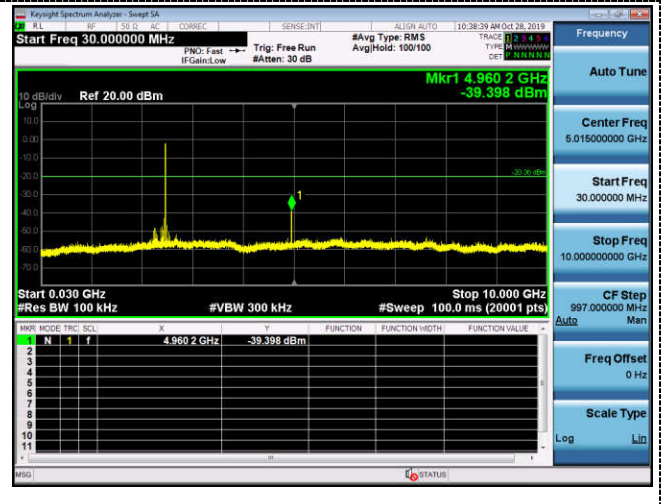 Keysight Spectrum Analyzer - Swept SA
RL RF 50 Ω AC CORREC SENSE:INT ALIGN AUTO 10:38:39 AM Oct 28, 2019
Start Freq 30.000000 MHz
PNO: Fast
IFGain:Low
Trig: Free Run
#Atten: 30 dB
#Avg Type: RMS
Avg|Hold: 100/100
TRACE 1 2 3 4 5 6
TYPE M WWWWW
DET P NNNNN
Mkr1 4.960 2 GHz
-39.398 dBm
10 dB/div Ref 20.00 dBm
Log
10.0
0.00
-10.0
-20.0
-20.36 dBm
-30.0
1
-40.0
-50.0
-60.0
-70.0
Start 0.030 GHz Stop 10.000 GHz
#Res BW 100 kHz #VBW 300 kHz #Sweep 100.0 ms (20001 pts)
MKR MODE TRC SCL X Y FUNCTION FUNCTION WIDTH FUNCTION VALUE
1 N 1 f 4.960 2 GHz -39.398 dBm
2
3
4
5
6
7
8
9
10
11
MSG STATUS
Frequency
Auto Tune
Center Freq
5.015000000 GHz
Start Freq
30.000000 MHz
Stop Freq
10.000000000 GHz
CF Step
997.000000 MHz
Auto Man
Freq Offset
0 Hz
Scale Type
Log Lin